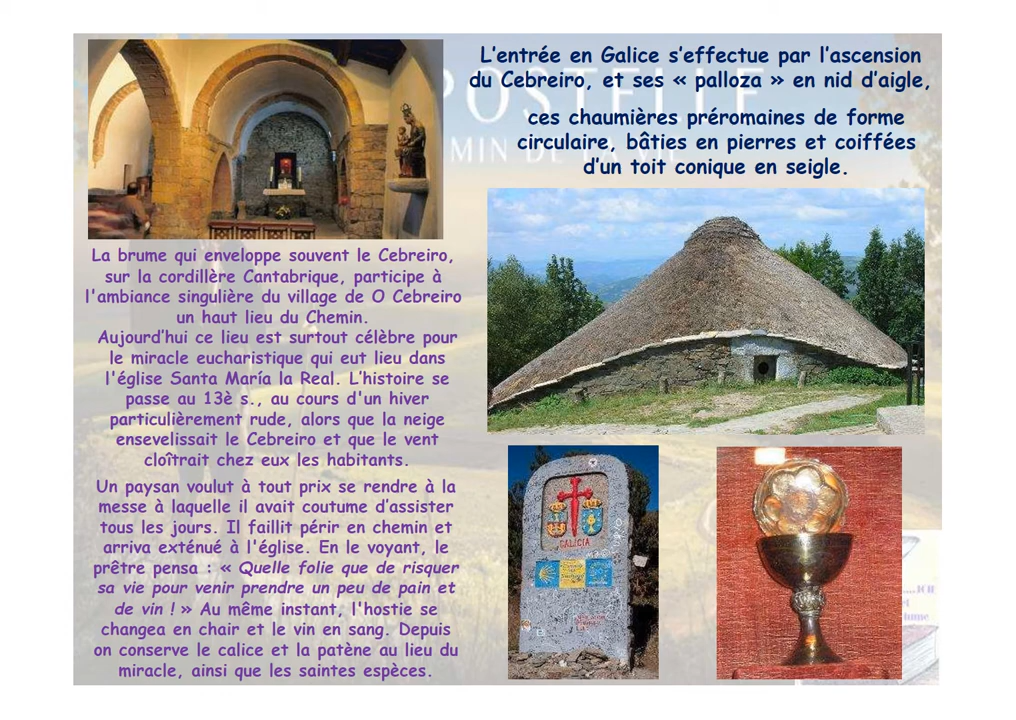 L'entrée en Galice s'effectue par l'ascension
du Cebreiro, et ses « palloza » en nid d'aigle,
ces chaumières préromaines de forme
circulaire, bâties en pierres et coiffées
d'un toit conique en seigle.
La brume qui enveloppe souvent le Cebreiro,
sur la cordillère Cantabrique, participe à
l'ambiance singulière du village de O Cebreiro
un haut lieu du Chemin.
Aujourd'hui ce lieu est surtout célèbre pour
le miracle eucharistique qui eut lieu dans
l'église Santa María la Real. L'histoire se
passe au 13è s., au cours d'un hiver
particulièrement rude, alors que la neige
ensevelissait le Cebreiro et que le vent
cloîtrait chez eux les habitants.
Un paysan voulut à tout prix se rendre à la
messe à laquelle il avait coutume d'assister
tous les jours. Il faillit périr en chemin et
arriva exténué à l'église. En le voyant, le
prêtre pensa : « Quelle folie que de risquer
sa vie pour venir prendre un peu de pain et
de vin ! » Au même instant, l'hostie se
changea en chair et le vin en sang. Depuis
on conserve le calice et la patène au lieu du
miracle, ainsi que les saintes espèces.
POSTELLE
MIN DE
GALICIA